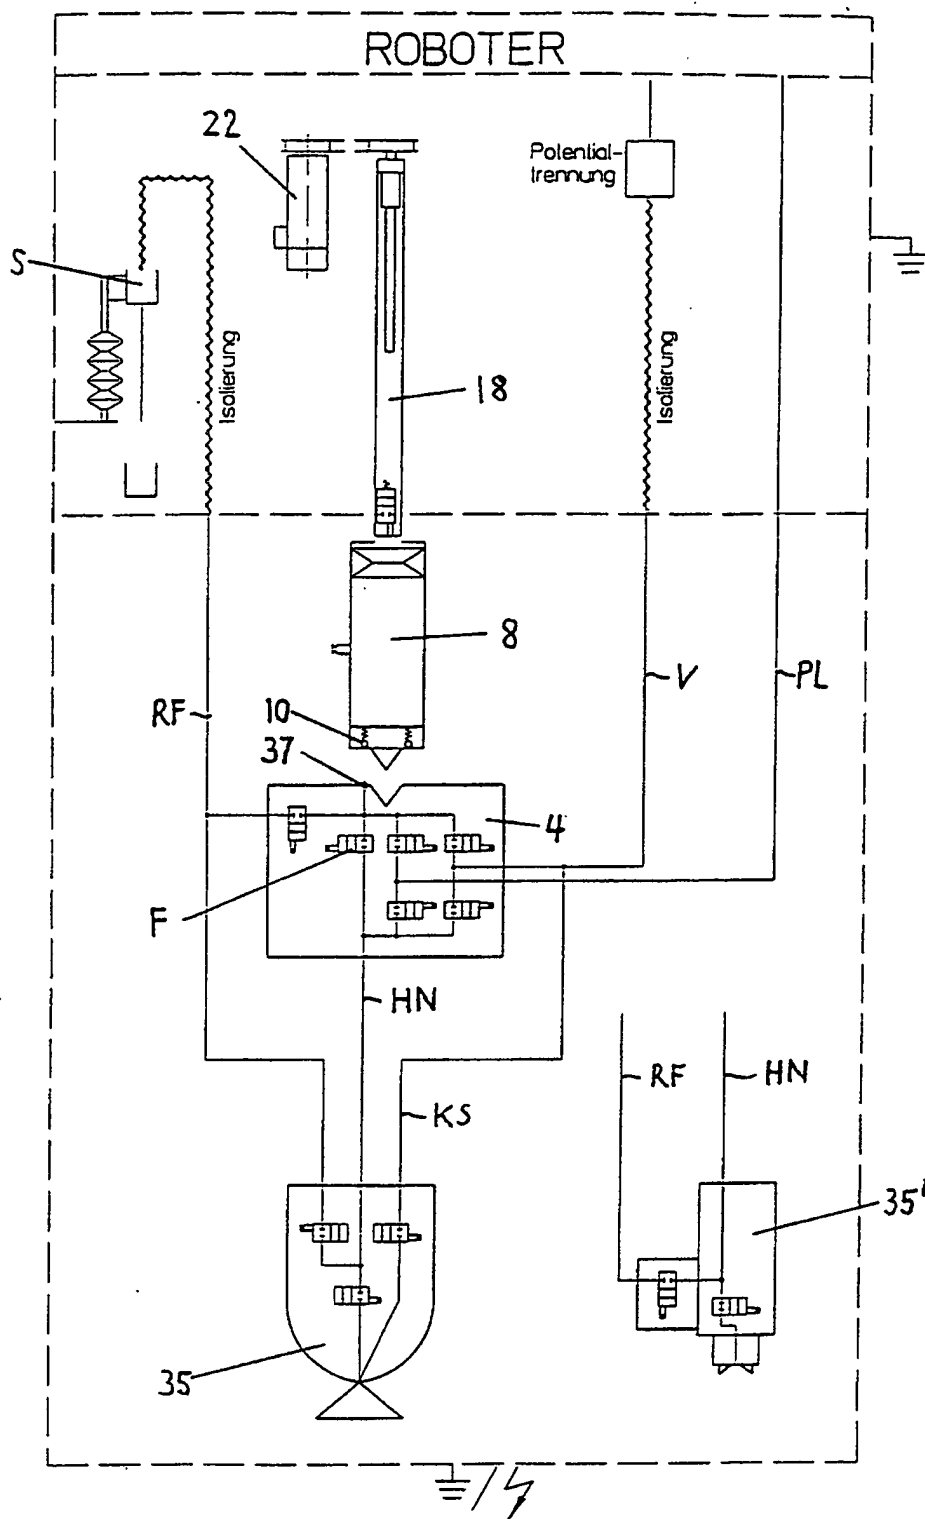 ROBOTER
22
Potential-
trennung
S
Isolierung
18
Isolierung
8
V
PL
RF
10
37
4
F
HN
RF
HN
KS
35'
35